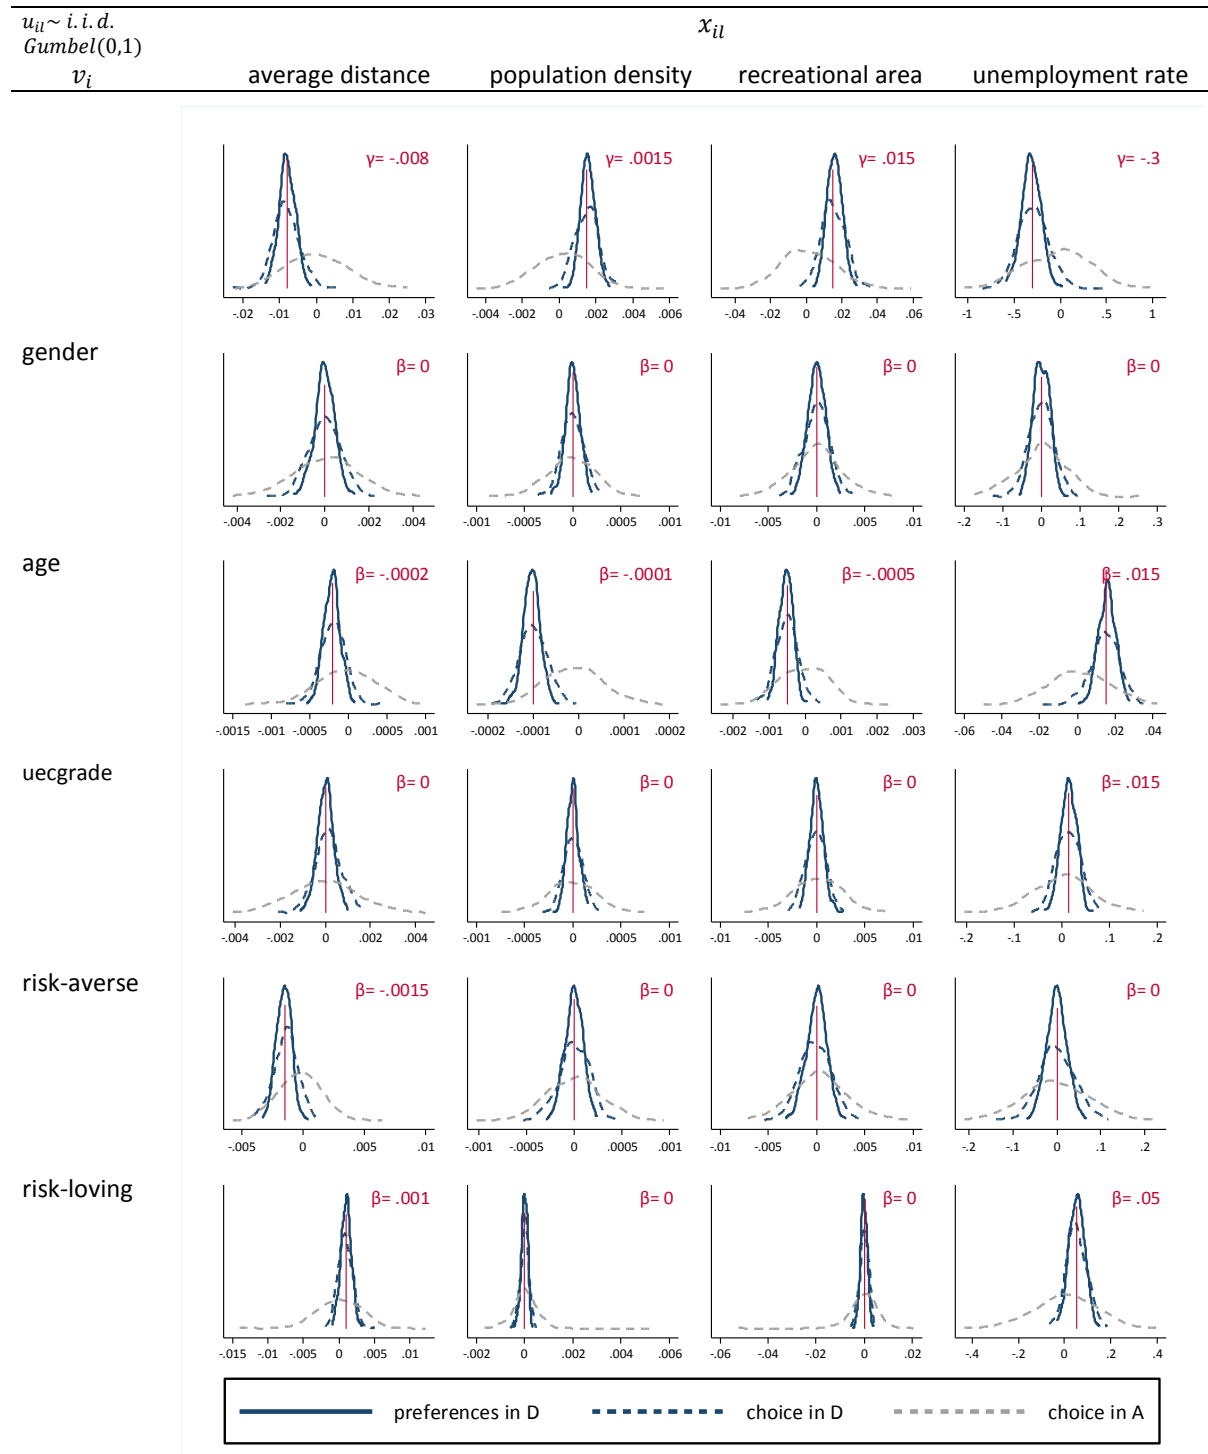 u_il ~ i.i.d.
Gumbel(0,1)
x_il
v_i average distance population density recreational area unemployment rate
γ= -.008 γ= .0015 γ= .015 γ= -.3
-.02 -.01 0 .01 .02 .03 -.004 -.002 0 .002 .004 .006 -.04 -.02 0 .02 .04 .06 -1 -.5 0 .5 1
gender
β= 0 β= 0 β= 0 β= 0
-.004 -.002 0 .002 .004 -.001 -.0005 0 .0005 .001 -.01 -.005 0 .005 .01 -.2 -.1 0 .1 .2 .3
age
β= -.0002 β= -.0001 β= -.0005 β= .015
-.0015 -.001 -.0005 0 .0005 .001 -.0002 -.0001 0 .0001 .0002 -.002 -.001 0 .001 .002 .003 -.06 -.04 -.02 0 .02 .04
uecgrade
β= 0 β= 0 β= 0 β= .015
-.004 -.002 0 .002 .004 -.001 -.0005 0 .0005 .001 -.01 -.005 0 .005 .01 -.2 -.1 0 .1 .2
risk-averse
β= -.0015 β= 0 β= 0 β= 0
-.005 0 .005 .01 -.001 -.0005 0 .0005 .001 -.01 -.005 0 .005 .01 -.2 -.1 0 .1 .2
risk-loving
β= .001 β= 0 β= 0 β= .05
-.015 -.01 -.005 0 .005 .01 -.002 0 .002 .004 .006 -.06 -.04 -.02 0 .02 -.4 -.2 0 .2 .4
preferences in D choice in D choice in A